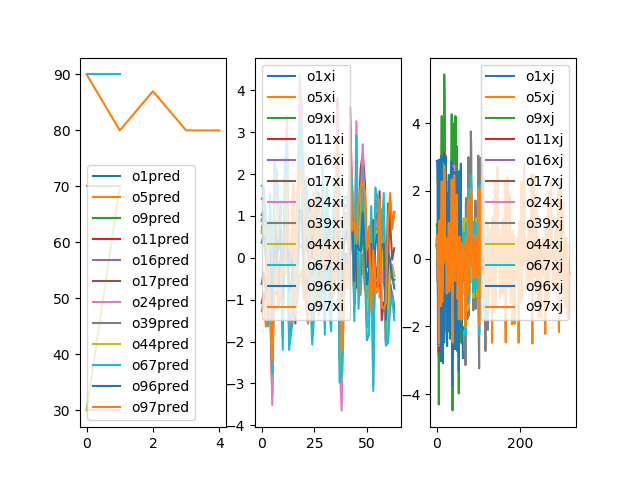 90
80
70
60
50
40
30
0
2
4
o1pred
o5pred
o9pred
o11pred
o16pred
o17pred
o24pred
o39pred
o44pred
o67pred
o96pred
o97pred
4
3
2
1
0
−1
−2
−3
−4
0
25
50
o1xi
o5xi
o9xi
o11xi
o16xi
o17xi
o24xi
o39xi
o44xi
o67xi
o96xi
o97xi
4
2
0
−2
−4
0
200
o1xj
o5xj
o9xj
o11xj
o16xj
o17xj
o24xj
o39xj
o44xj
o67xj
o96xj
o97xj